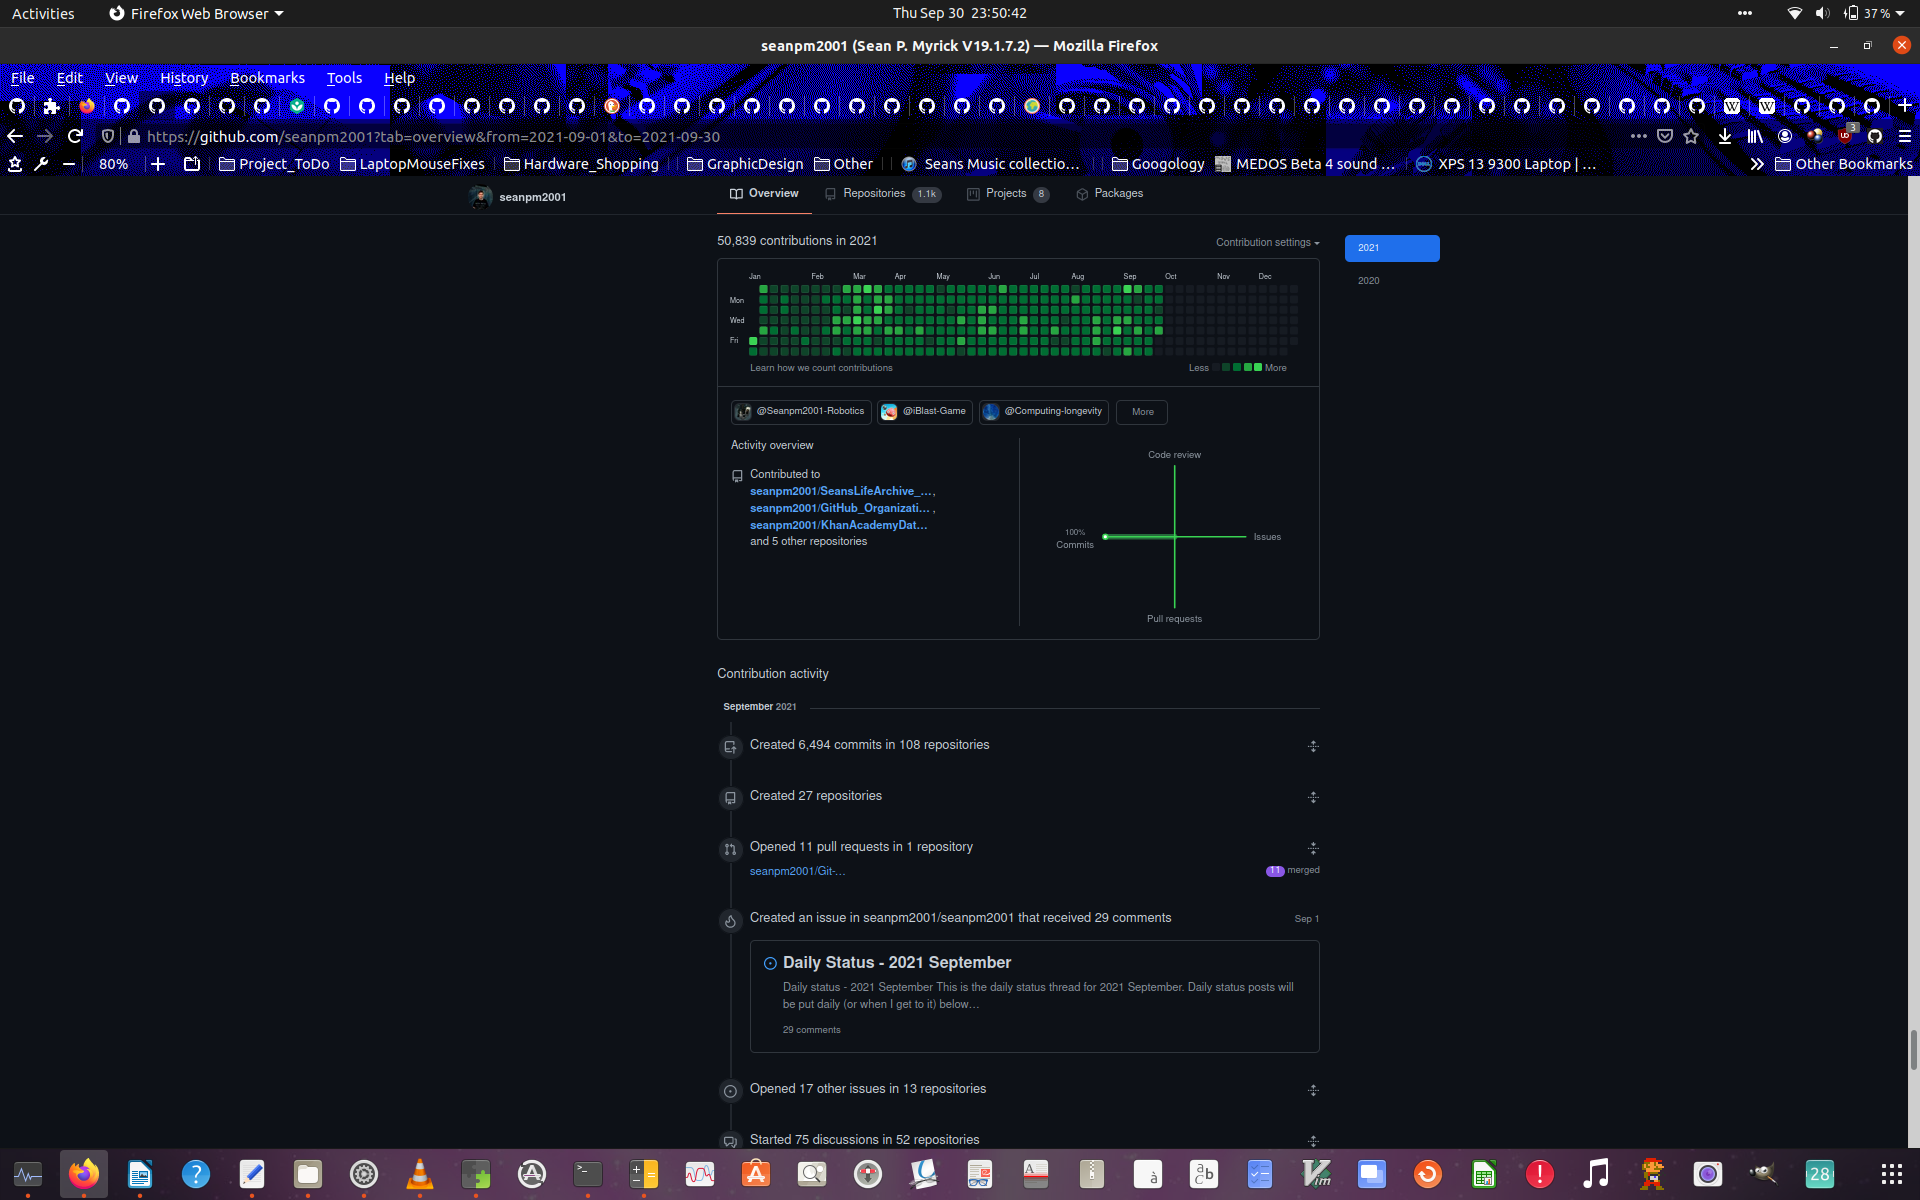 Activities
Firefox Web Browser
Thu Sep 30 23:50:42
37 %
seanpm2001 (Sean P. Myrick V19.1.7.2) — Mozilla Firefox
File Edit View History Bookmarks Tools Help
https://github.com/seanpm2001?tab=overview&from=2021-09-01&to=2021-09-30
3
80%
Project_ToDo
LaptopMouseFixes
Hardware_Shopping
GraphicDesign
Other
Seans Music collectio…
Googology
MEDOS Beta 4 sound …
XPS 13 9300 Laptop | …
Other Bookmarks
seanpm2001
Overview
Repositories 1.1k
Projects 8
Packages
50,839 contributions in 2021
Contribution settings
2021
2020
Jan Feb Mar Apr May Jun Jul Aug Sep Oct Nov Dec
Mon
Wed
Fri
Learn how we count contributions
Less
More
@Seanpm2001-Robotics
@iBlast-Game
@Computing-longevity
More
Activity overview
Contributed to
seanpm2001/SeansLifeArchive_…,
seanpm2001/GitHub_Organizati… ,
seanpm2001/KhanAcademyDat…
and 5 other repositories
Code review
100%
Commits
Issues
Pull requests
Contribution activity
September 2021
Created 6,494 commits in 108 repositories
Created 27 repositories
Opened 11 pull requests in 1 repository
seanpm2001/Git-…
11 merged
Created an issue in seanpm2001/seanpm2001 that received 29 comments
Sep 1
Daily Status - 2021 September
Daily status - 2021 September This is the daily status thread for 2021 September. Daily status posts will
be put daily (or when I get to it) below…
29 comments
Opened 17 other issues in 13 repositories
Started 75 discussions in 52 repositories
28